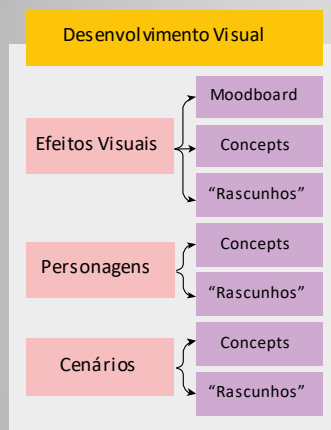 Desenvolvimento Visual
Efeitos Visuais
Moodboard
Concepts
“Rascunhos”
Personagens
Concepts
“Rascunhos”
Cenários
Concepts
“Rascunhos”